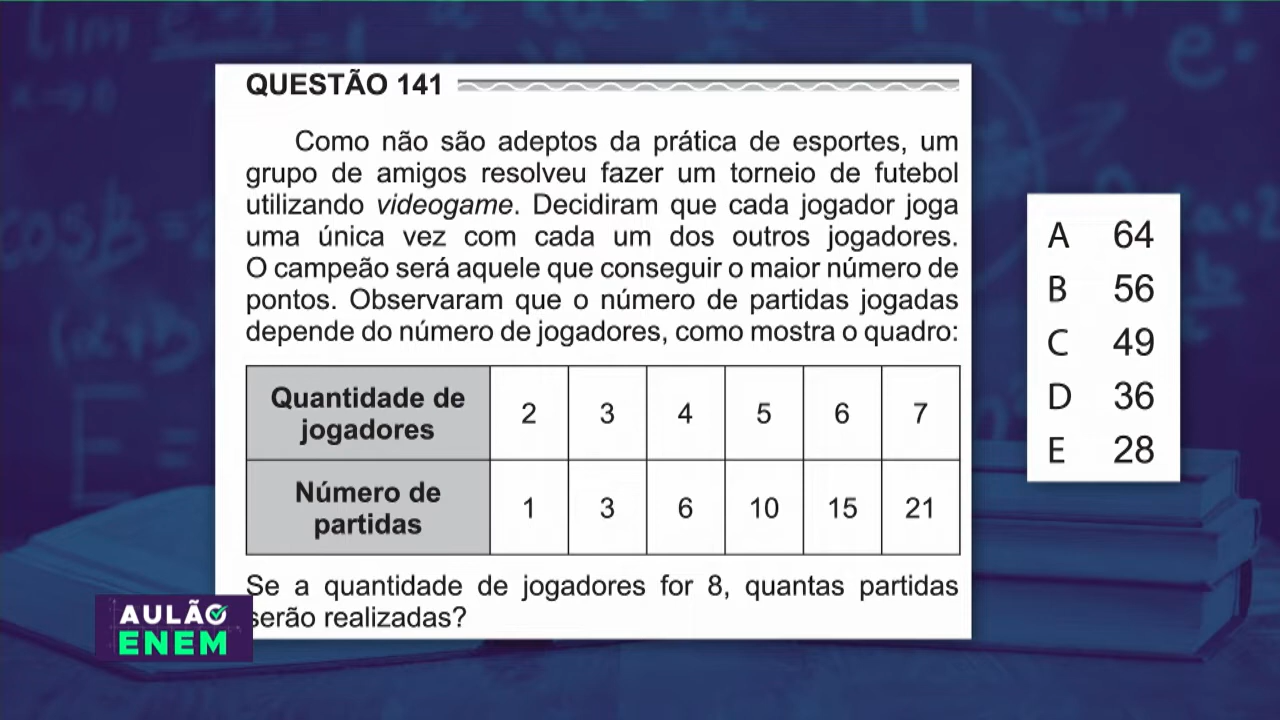 QUESTÃO 141
Como não são adeptos da prática de esportes, um
grupo de amigos resolveu fazer um torneio de futebol
utilizando videogame. Decidiram que cada jogador joga
uma única vez com cada um dos outros jogadores.
O campeão será aquele que conseguir o maior número de
pontos. Observaram que o número de partidas jogadas
depende do número de jogadores, como mostra o quadro:
Quantidade de
jogadores
2 3 4 5 6 7
Número de
partidas
1 3 6 10 15 21
Se a quantidade de jogadores for 8, quantas partidas
serão realizadas?
A 64
B 56
C 49
D 36
E 28
AULÃO
ENEM